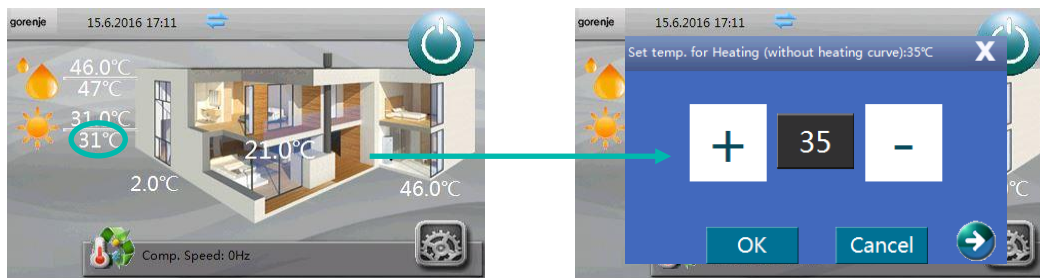 gorenje 15.6.2016 17:11
46.0°C
47°C
31.0°C
31°C
21.0°C
2.0°C
46.0°C
Comp. Speed: 0Hz
gorenje 15.6.2016 17:11
Set temp. for Heating (without heating curve):35℃ X
+ 35 -
°C
OK Cancel